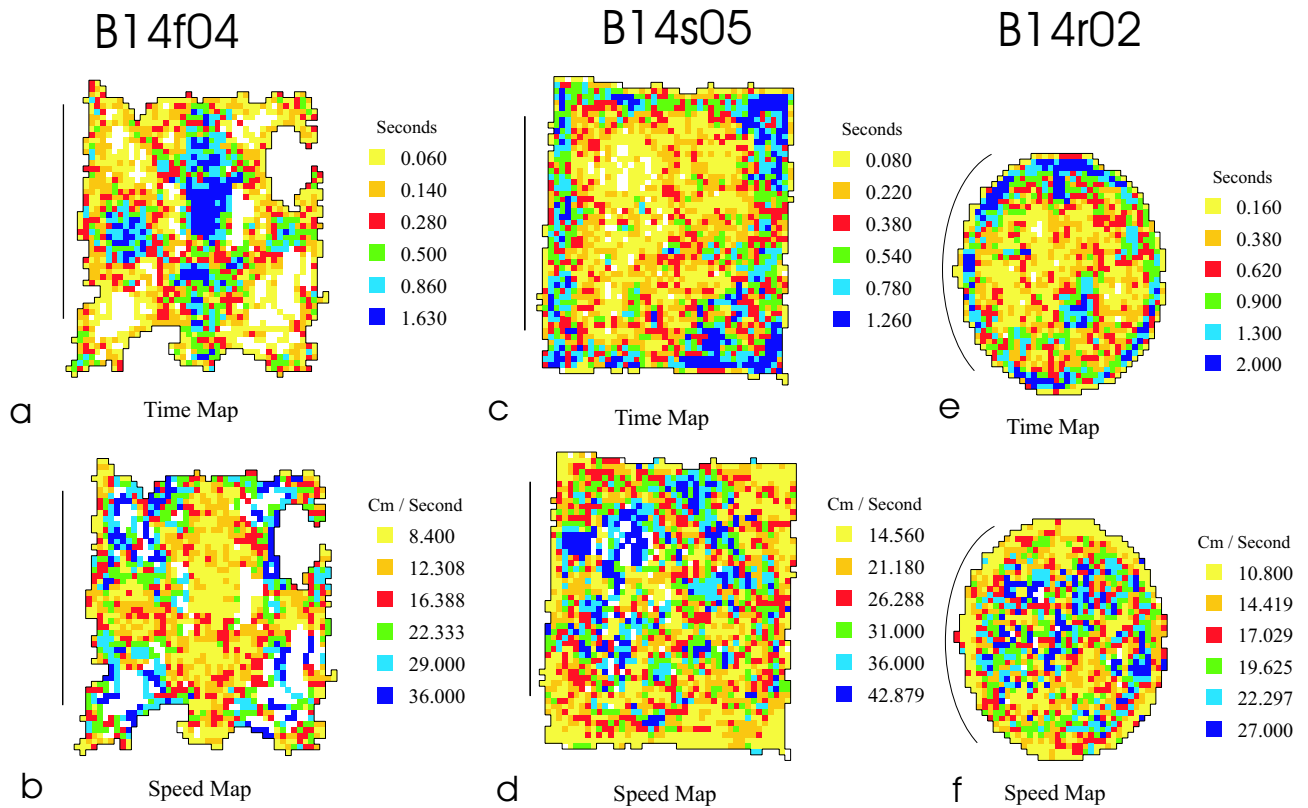 B14f04
B14s05
B14r02
Seconds
0.060
0.140
0.280
0.500
0.860
1.630
a
Time Map
Seconds
0.080
0.220
0.380
0.540
0.780
1.260
c
Time Map
Seconds
0.160
0.380
0.620
0.900
1.300
2.000
e
Time Map
Cm / Second
8.400
12.308
16.388
22.333
29.000
36.000
b
Speed Map
Cm / Second
14.560
21.180
26.288
31.000
36.000
42.879
d
Speed Map
Cm / Second
10.800
14.419
17.029
19.625
22.297
27.000
f
Speed Map